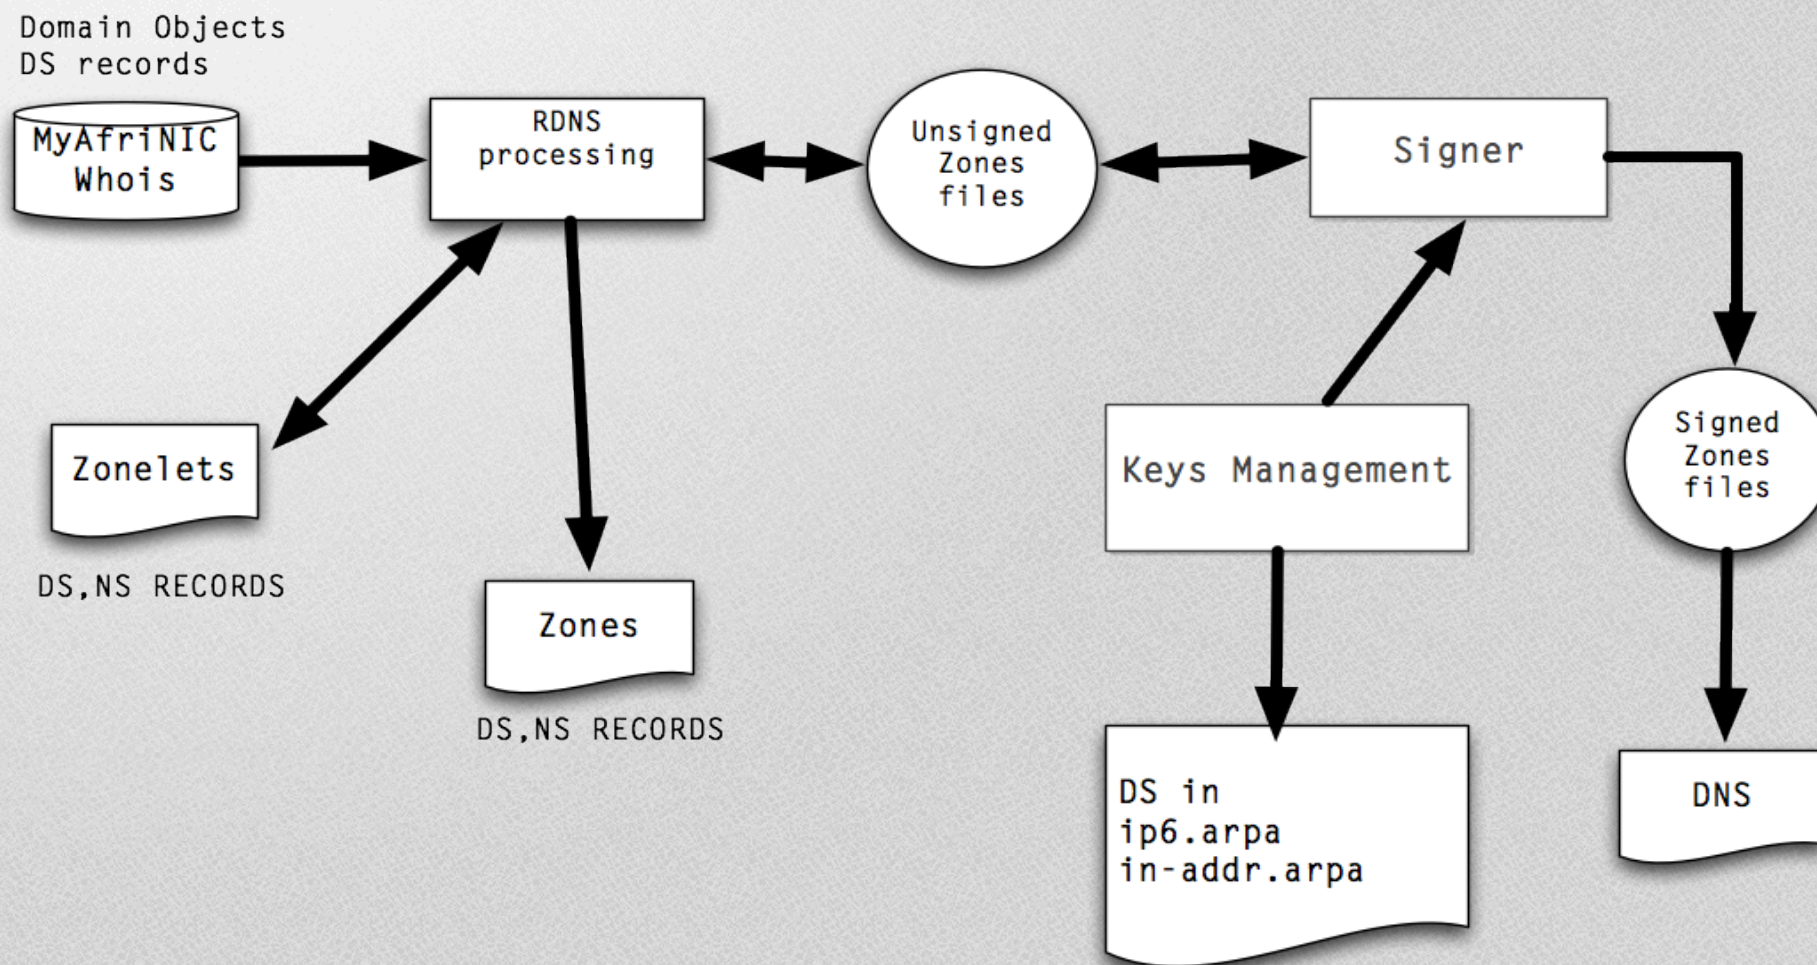 Domain Objects
DS records
MyAfriNIC
Whois
RDNS
processing
Unsigned
Zones
files
Signer
Zonelets
DS,NS RECORDS
Zones
DS,NS RECORDS
Keys Management
Signed
Zones
files
DS in
ip6.arpa
in-addr.arpa
DNS